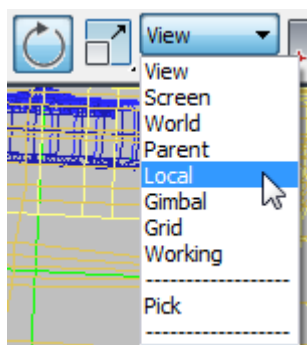 View
View
Screen
World
Parent
Local
Gimbal
Grid
Working
--------------------
Pick
--------------------